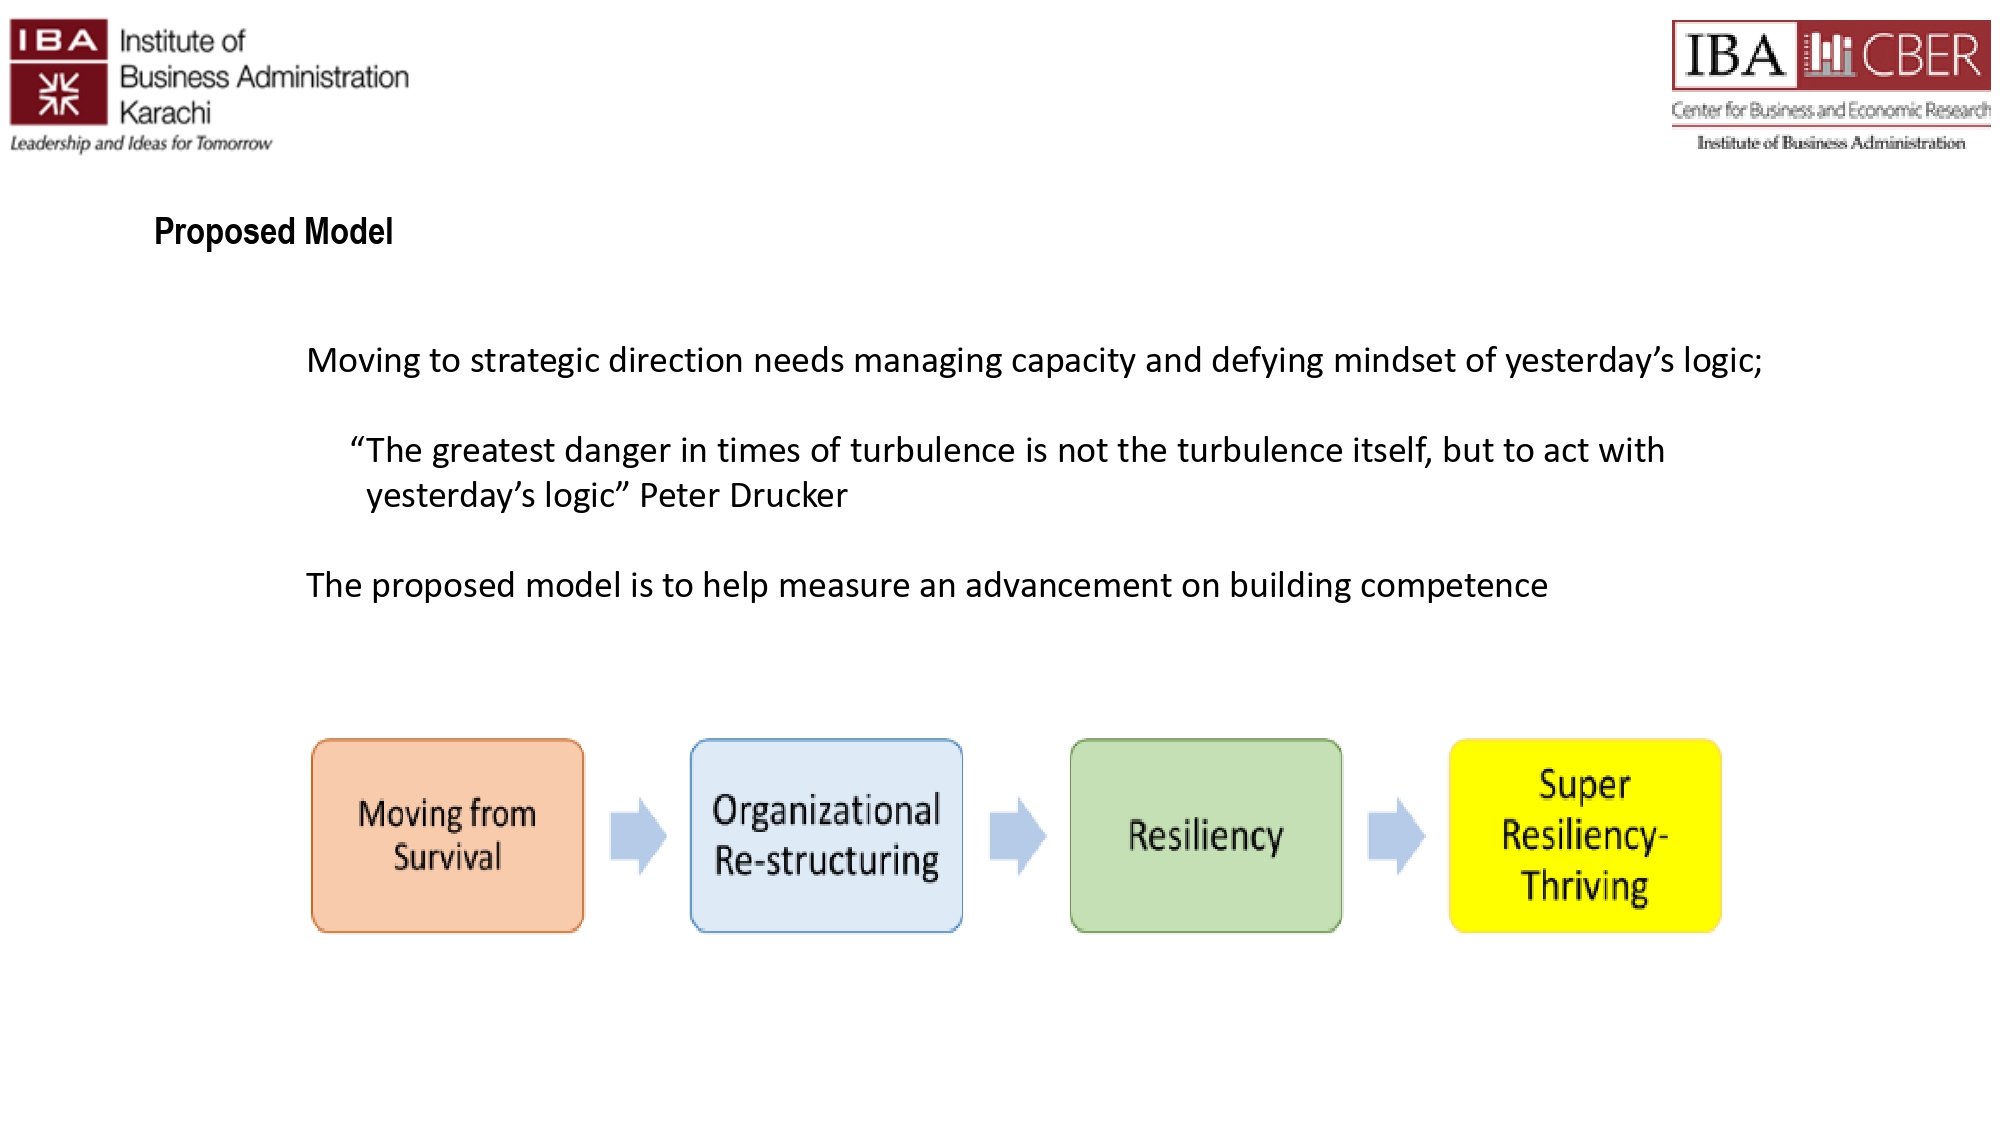 IBA
Institute of
Business Administration
Karachi
Leadership and Ideas for Tomorrow
IBA CBER
Center for Business and Economic Research
Institute of Business Administration
Proposed Model
Moving to strategic direction needs managing capacity and defying mindset of yesterday’s logic;
“The greatest danger in times of turbulence is not the turbulence itself, but to act with
yesterday’s logic” Peter Drucker
The proposed model is to help measure an advancement on building competence
Moving from
Survival
Organizational
Re-structuring
Resiliency
Super
Resiliency-
Thriving